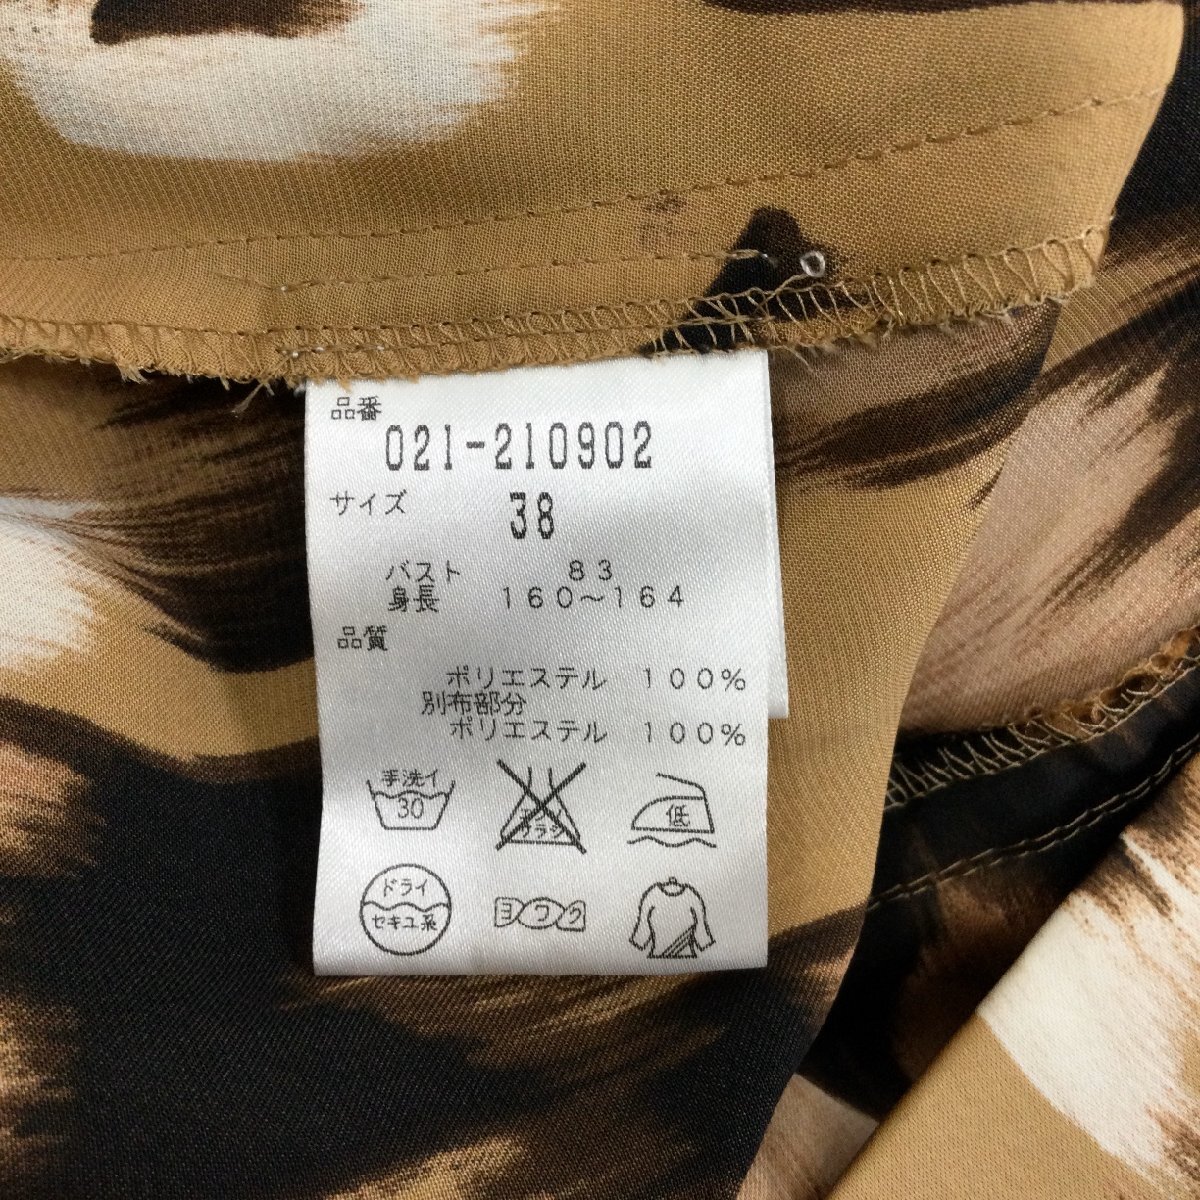 品番
021-210902
サイズ 38
バスト 83
身長 160～164
品質
ポリエステル 100%
別布部分
ポリエステル 100%
手洗イ
30
サラシ
低
ドライ
セキユ系
ヨワク